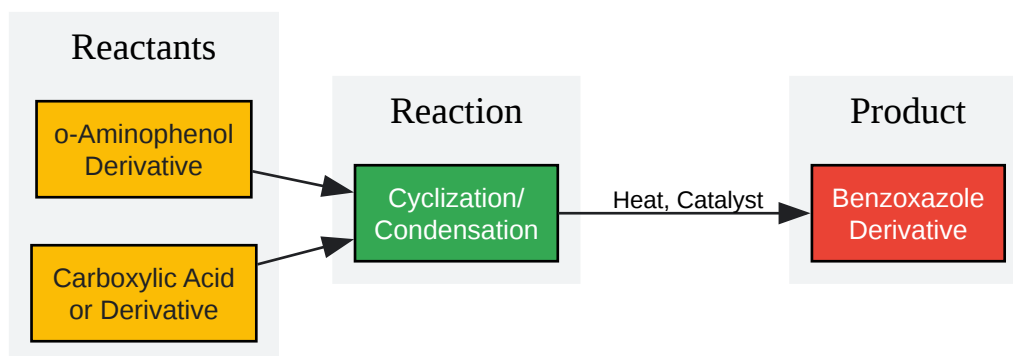 Reactants
o-Aminophenol
Derivative
Carboxylic Acid
or Derivative
Reaction
Cyclization/
Condensation
Heat, Catalyst
Product
Benzoxazole
Derivative